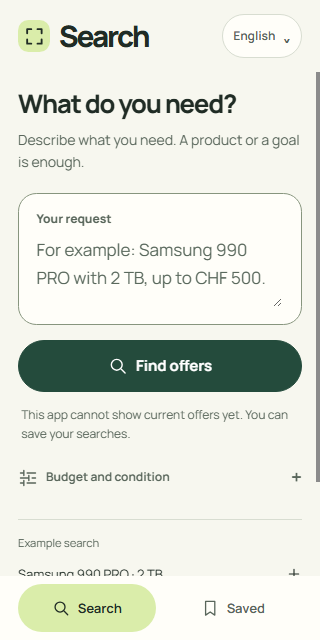 Search
English
What do you need?
Describe what you need. A product or a goal
is enough.
Your request
For example: Samsung 990
PRO with 2 TB, up to CHF 500.
Find offers
This app cannot show current offers yet. You can
save your searches.
Budget and condition
+
Example search
Samsung 990 PRO · 2 TB
+
Search
Saved